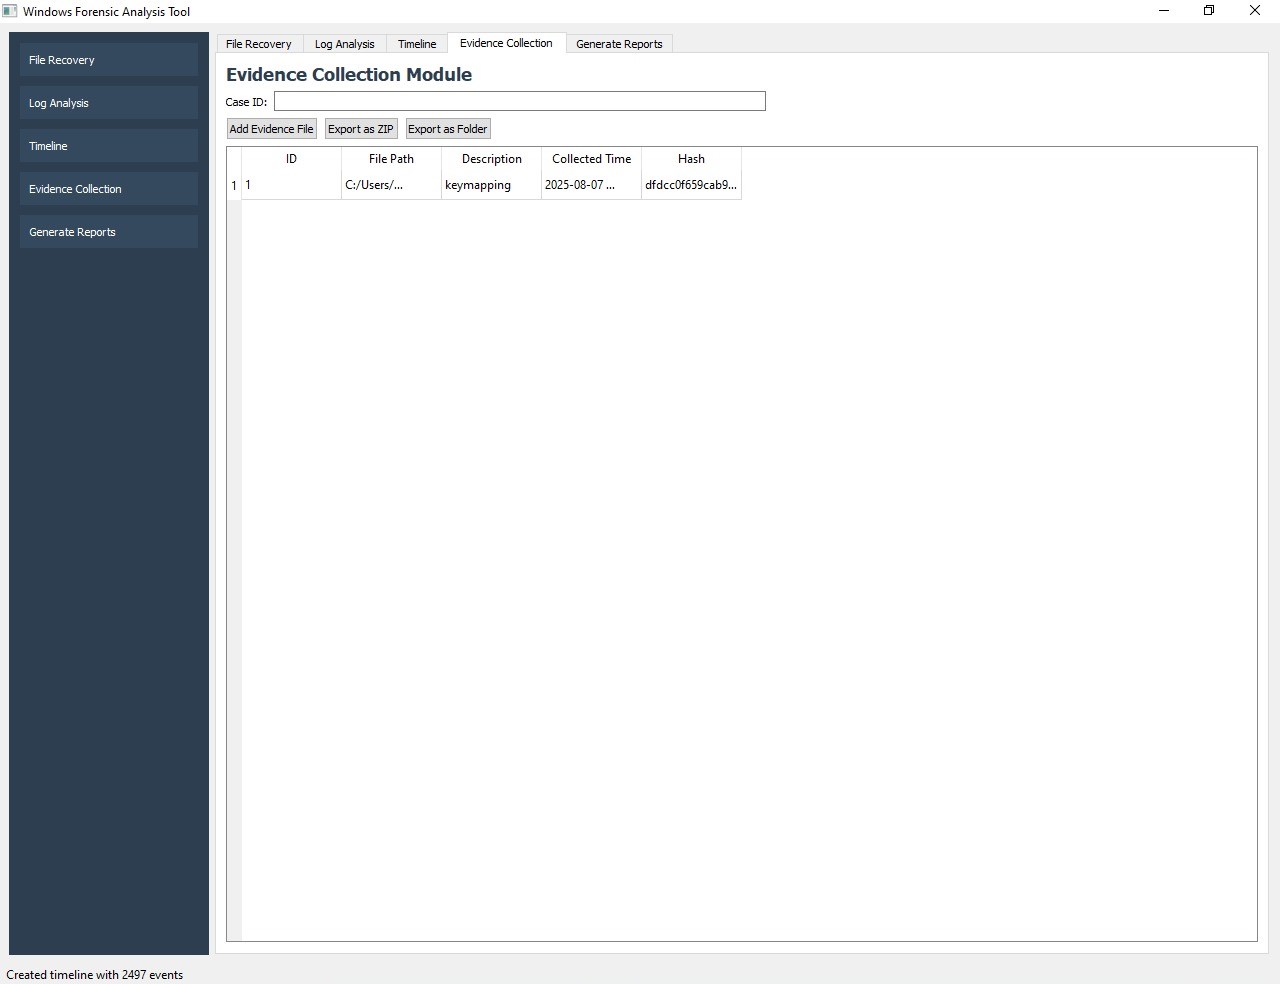 Windows Forensic Analysis Tool
File Recovery
Log Analysis
Timeline
Evidence Collection
Generate Reports
File Recovery Log Analysis Timeline Evidence Collection Generate Reports
Evidence Collection Module
Case ID:
Add Evidence File Export as ZIP Export as Folder
ID File Path Description Collected Time Hash
1 1 C:/Users/... keymapping 2025-08-07 ... dfdcc0f659cab9...
Created timeline with 2497 events